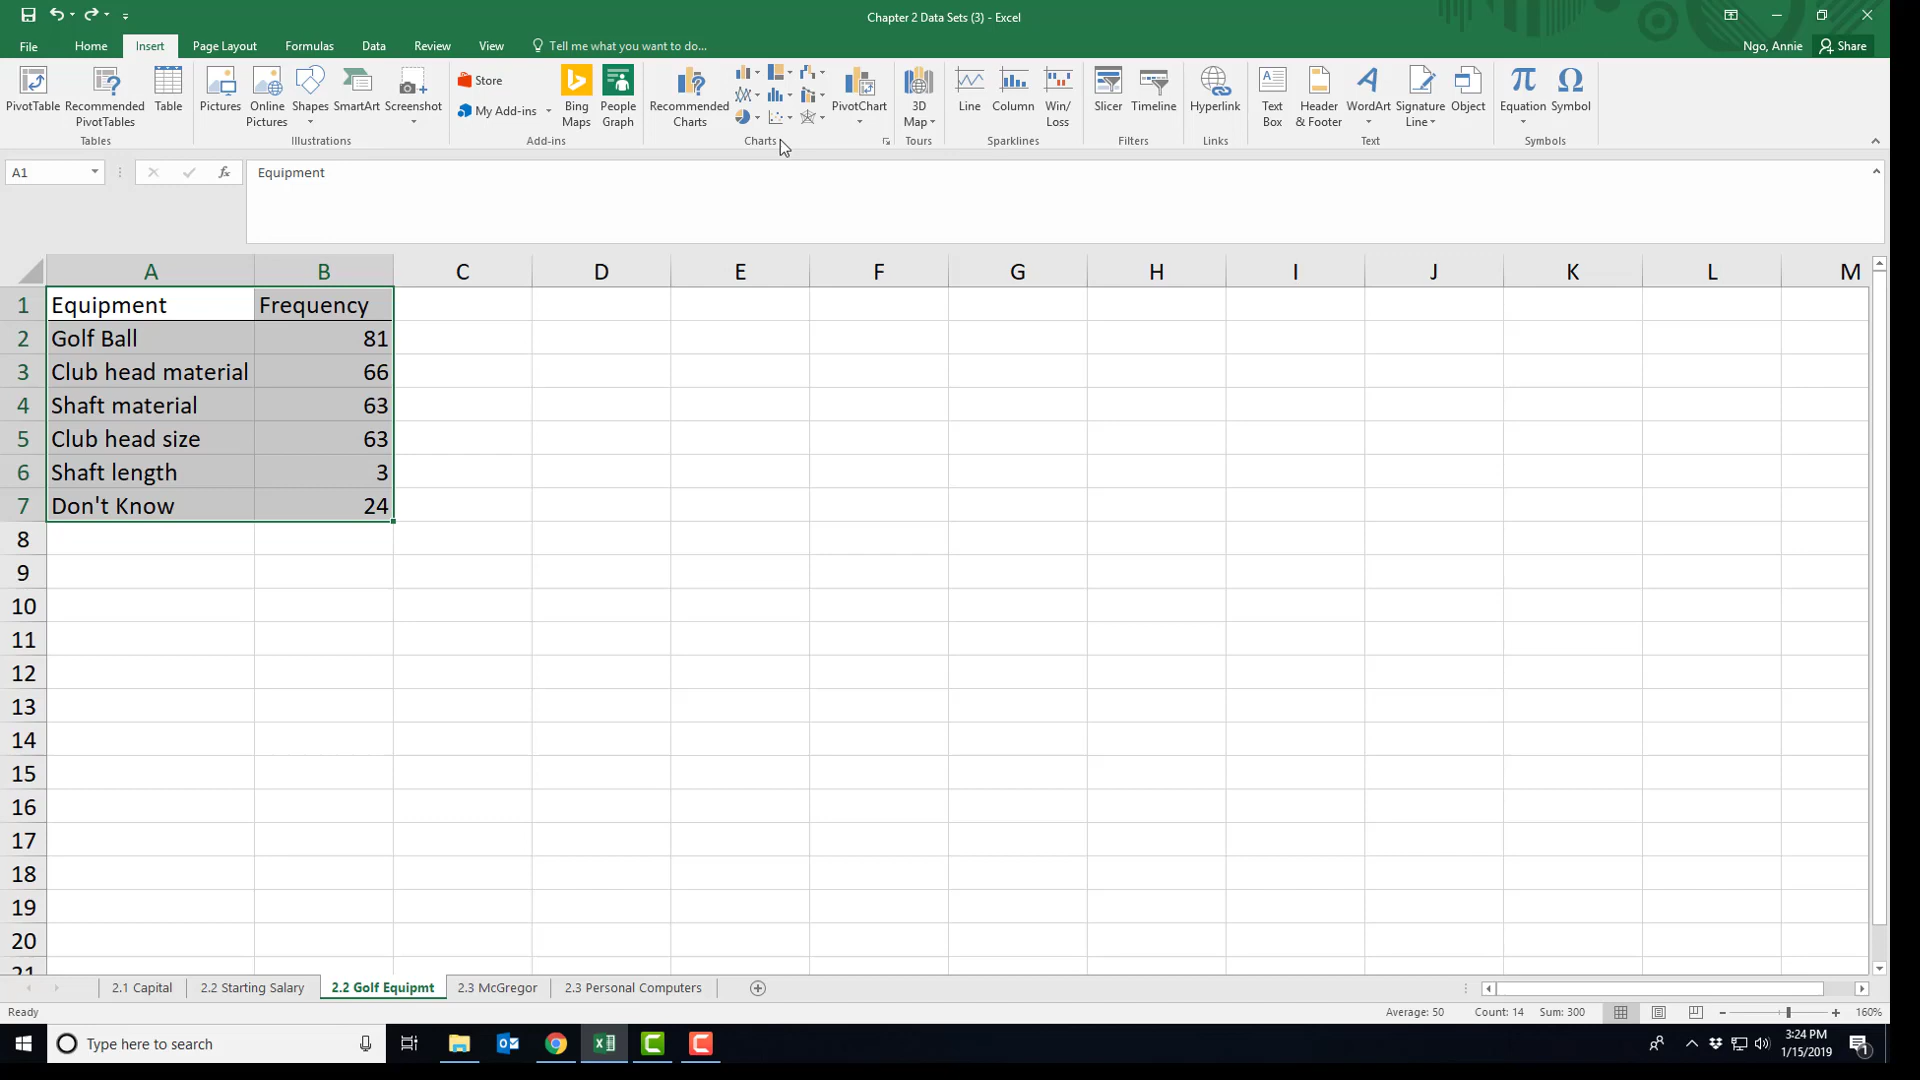 Chapter 2 Data Sets (3) - Excel
File Home Insert Page Layout Formulas Data Review View Tell me what you want to do... Ngo, Annie Share
PivotTable Recommended PivotTables Table
Pictures Online Pictures Shapes SmartArt Screenshot
Store
My Add-ins
Bing Maps People Graph
Recommended Charts PivotChart 3D Map
Line Column Win/ Loss
Slicer Timeline Hyperlink
Text Box Header & Footer WordArt Signature Line Object
Equation Symbol
Tables Illustrations Add-ins Charts Tours Sparklines Filters Links Text Symbols
A1 fx Equipment
A B C D E F G H I J K L M
1 Equipment Frequency
2 Golf Ball 81
3 Club head material 66
4 Shaft material 63
5 Club head size 63
6 Shaft length 3
7 Don't Know 24
8
9
10
11
12
13
14
15
16
17
18
19
20
21
2.1 Capital 2.2 Starting Salary 2.2 Golf Equipmt 2.3 McGregor 2.3 Personal Computers
Ready Average: 50 Count: 14 Sum: 300 160%
Type here to search
3:24 PM
1/15/2019
1